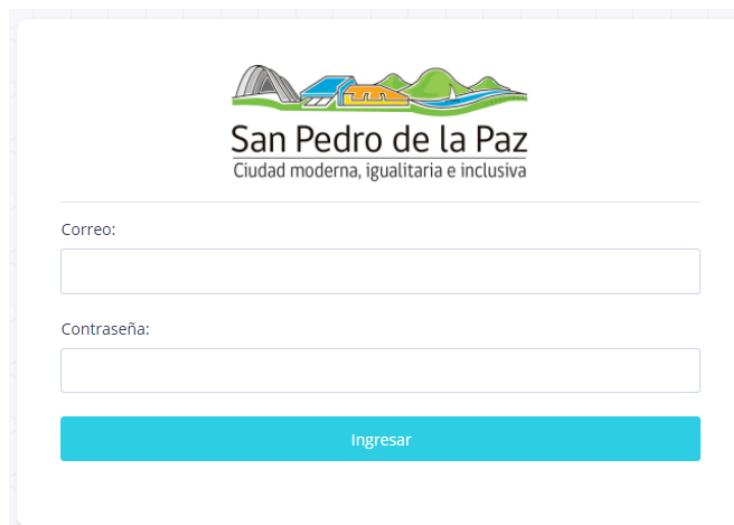 San Pedro de la Paz
Ciudad moderna, igualitaria e inclusiva
Correo:
Contraseña:
Ingresar